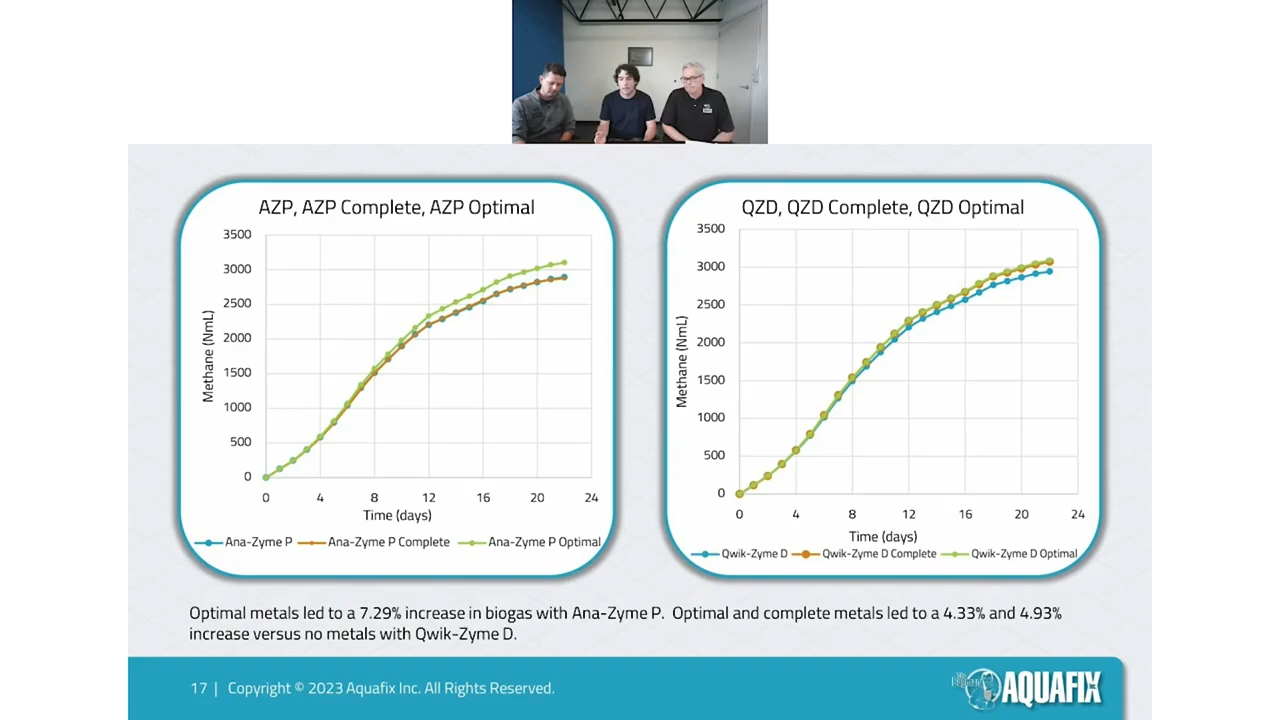 AZP, AZP Complete, AZP Optimal
3500
3000
2500
2000
1500
1000
500
0
Methane (NmL)
0 4 8 12 16 20 24
Time (days)
Ana-Zyme P Ana-Zyme P Complete Ana-Zyme P Optimal
QZD, QZD Complete, QZD Optimal
3500
3000
2500
2000
1500
1000
500
0
Methane (NmL)
0 4 8 12 16 20 24
Time (days)
Qwik-Zyme D Qwik-Zyme D Complete Qwik-Zyme D Optimal
Optimal metals led to a 7.29% increase in biogas with Ana-Zyme P. Optimal and complete metals led to a 4.33% and 4.93%
increase versus no metals with Qwik-Zyme D.
17 | Copyright © 2023 Aquafix Inc. All Rights Reserved.
AQUAFIX